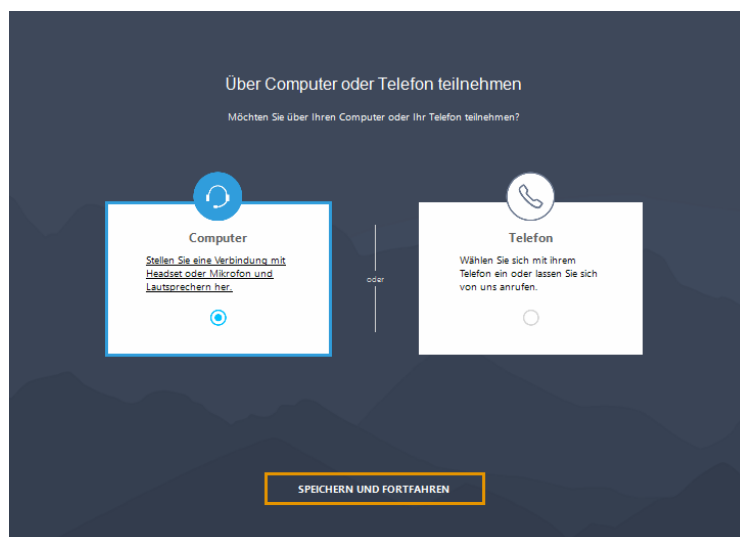 Über Computer oder Telefon teilnehmen
Möchten Sie über Ihren Computer oder Ihr Telefon teilnehmen?
Computer
Stellen Sie eine Verbindung mit
Headset oder Mikrofon und
Lautsprechern her.
oder
Telefon
Wählen Sie sich mit ihrem
Telefon ein oder lassen Sie sich
von uns anrufen.
SPEICHERN UND FORTFAHREN